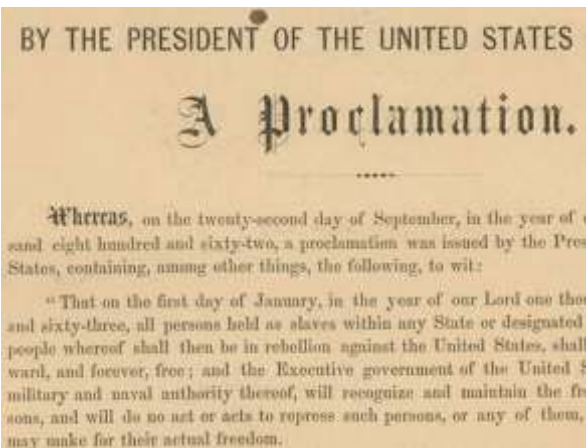 BY THE PRESIDENT OF THE UNITED STATES
A Proclamation.
Whereas, on the twenty-second day of September, in the year of
sand eight hundred and sixty-two, a proclamation was issued by the Pres
States, containing, among other things, the following, to wit:
"That on the first day of January, in the year of our Lord one thou
and sixty-three, all persons held as slaves within any State or designated
people whereof shall then be in rebellion against the United States, shall
ward, and forever, free; and the Executive government of the United S
military and naval authority thereof, will recognize and maintain the fre
sons, and will do no act or acts to repress such persons, or any of them,
may make for their actual freedom.